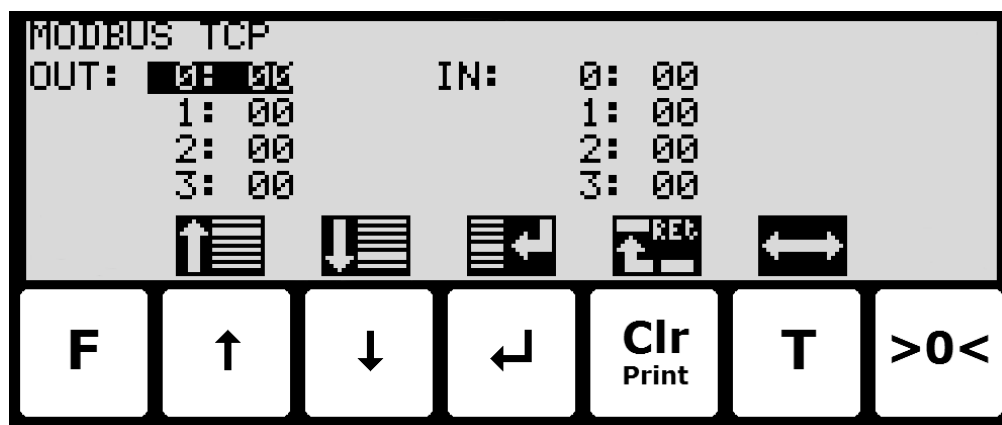 MODBUS TCP
OUT: 0: 00 IN: 0: 00
1: 00 1: 00
2: 00 2: 00
3: 00 3: 00
REt
F ↑ ↓ ↵ Clr Print T >0<